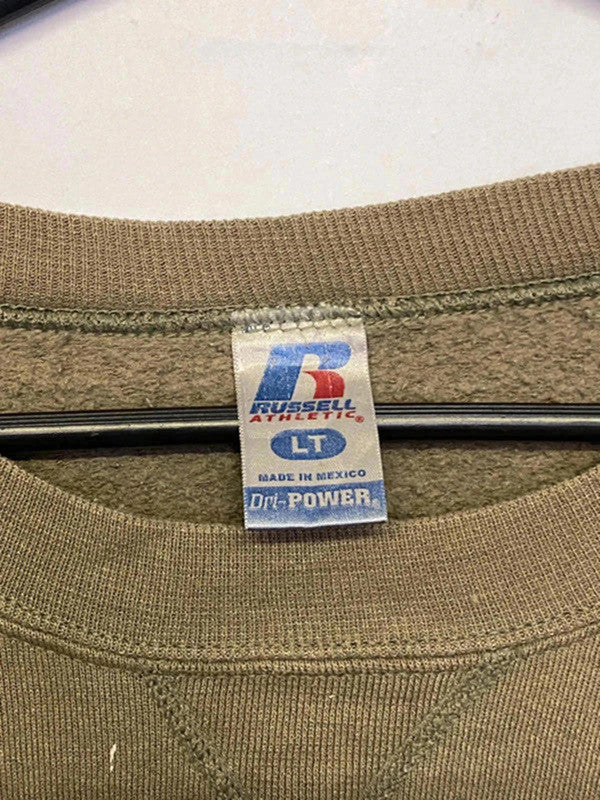 RUSSELL
ATHLETIC®
LT
MADE IN MEXICO
Dri-POWER®